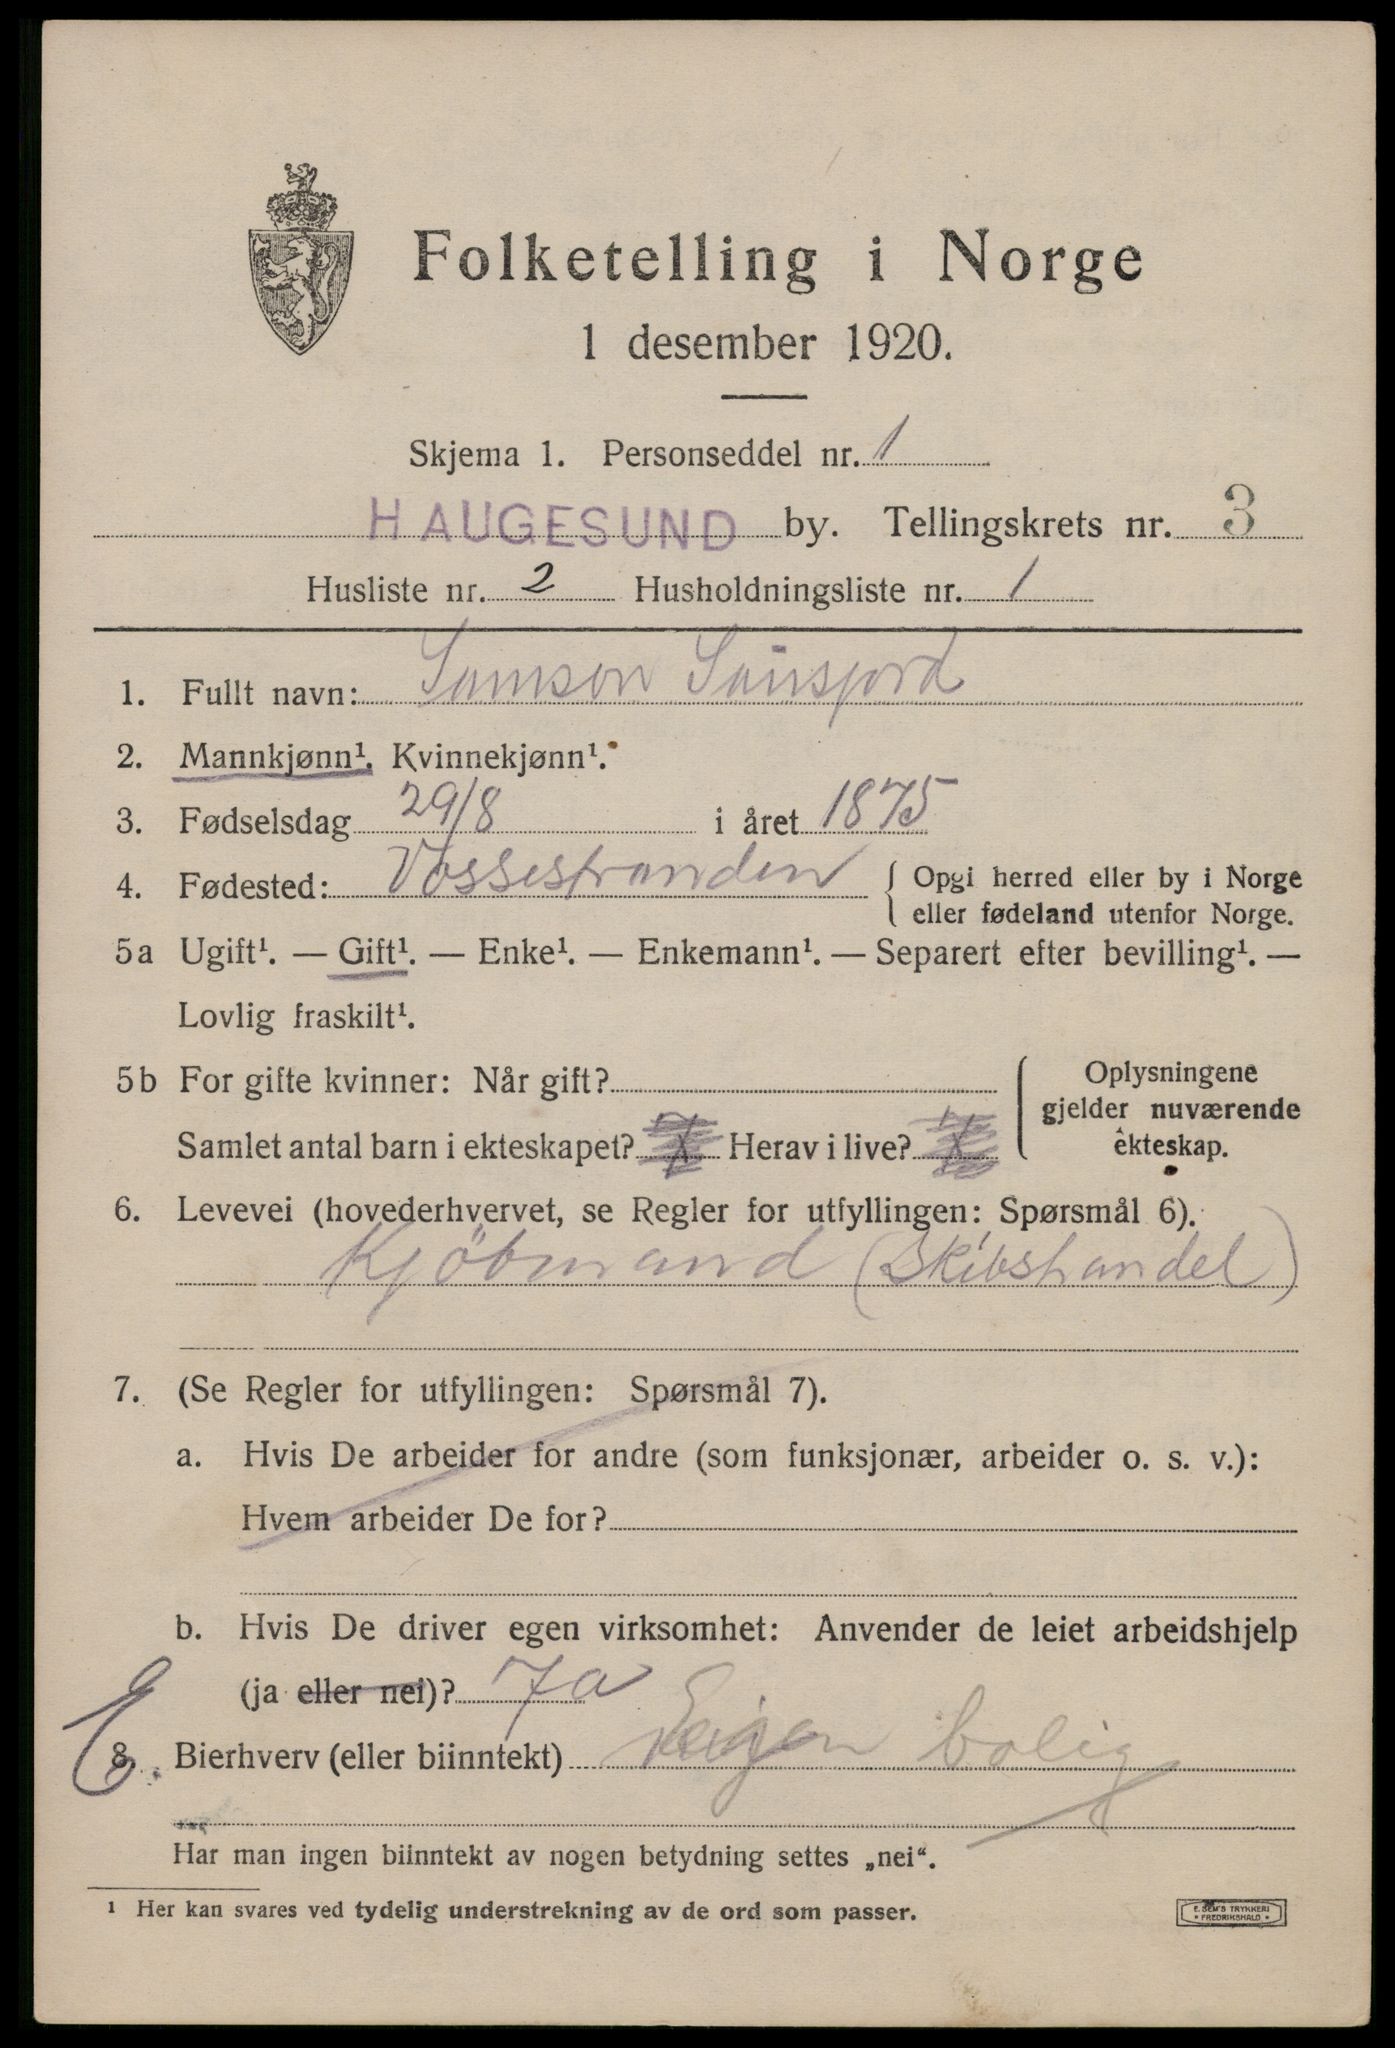 Folketelling i Norge
1 desember 1920.
Skjema 1. Personseddel nr. 1
HAUGESUND by. Tellingskrets nr. 3
Husliste nr. 2 Husholdningsliste nr. 1
1. Fullt navn: Samson
2. Mannkjønn¹. Kvinnekjønn¹.
3. Fødselsdag 29/8 i året 1875
4. Fødested: Vossestranden { Opgi herred eller by i Norge
eller fødeland utenfor Norge.
5a Ugift¹. — Gift¹. — Enke¹. — Enkemann¹. — Separert efter bevilling¹. —
Lovlig fraskilt¹.
5b For gifte kvinner: Når gift?
Samlet antal barn i ekteskapet? Herav i live?
Oplysningene
gjelder nuværende
êkteskap.
6. Levevei (hovederhvervet, se Regler for utfyllingen: Spørsmål 6).
Kjöbmand (Skibshandel)
7. (Se Regler for utfyllingen: Spørsmål 7).
a. Hvis De arbeider for andre (som funksjonær, arbeider o. s. v.):
Hvem arbeider De for?
b. Hvis De driver egen virksomhet: Anvender de leiet arbeidshjelp
(ja eller nei)? Ja
E
8. Bierhverv (eller biinntekt) Eigen bolig
Har man ingen biinntekt av nogen betydning settes „nei“.
¹ Her kan svares ved tydelig understrekning av de ord som passer.
E. SEM'S TRYKKERI
* FREDRIKSHALD *